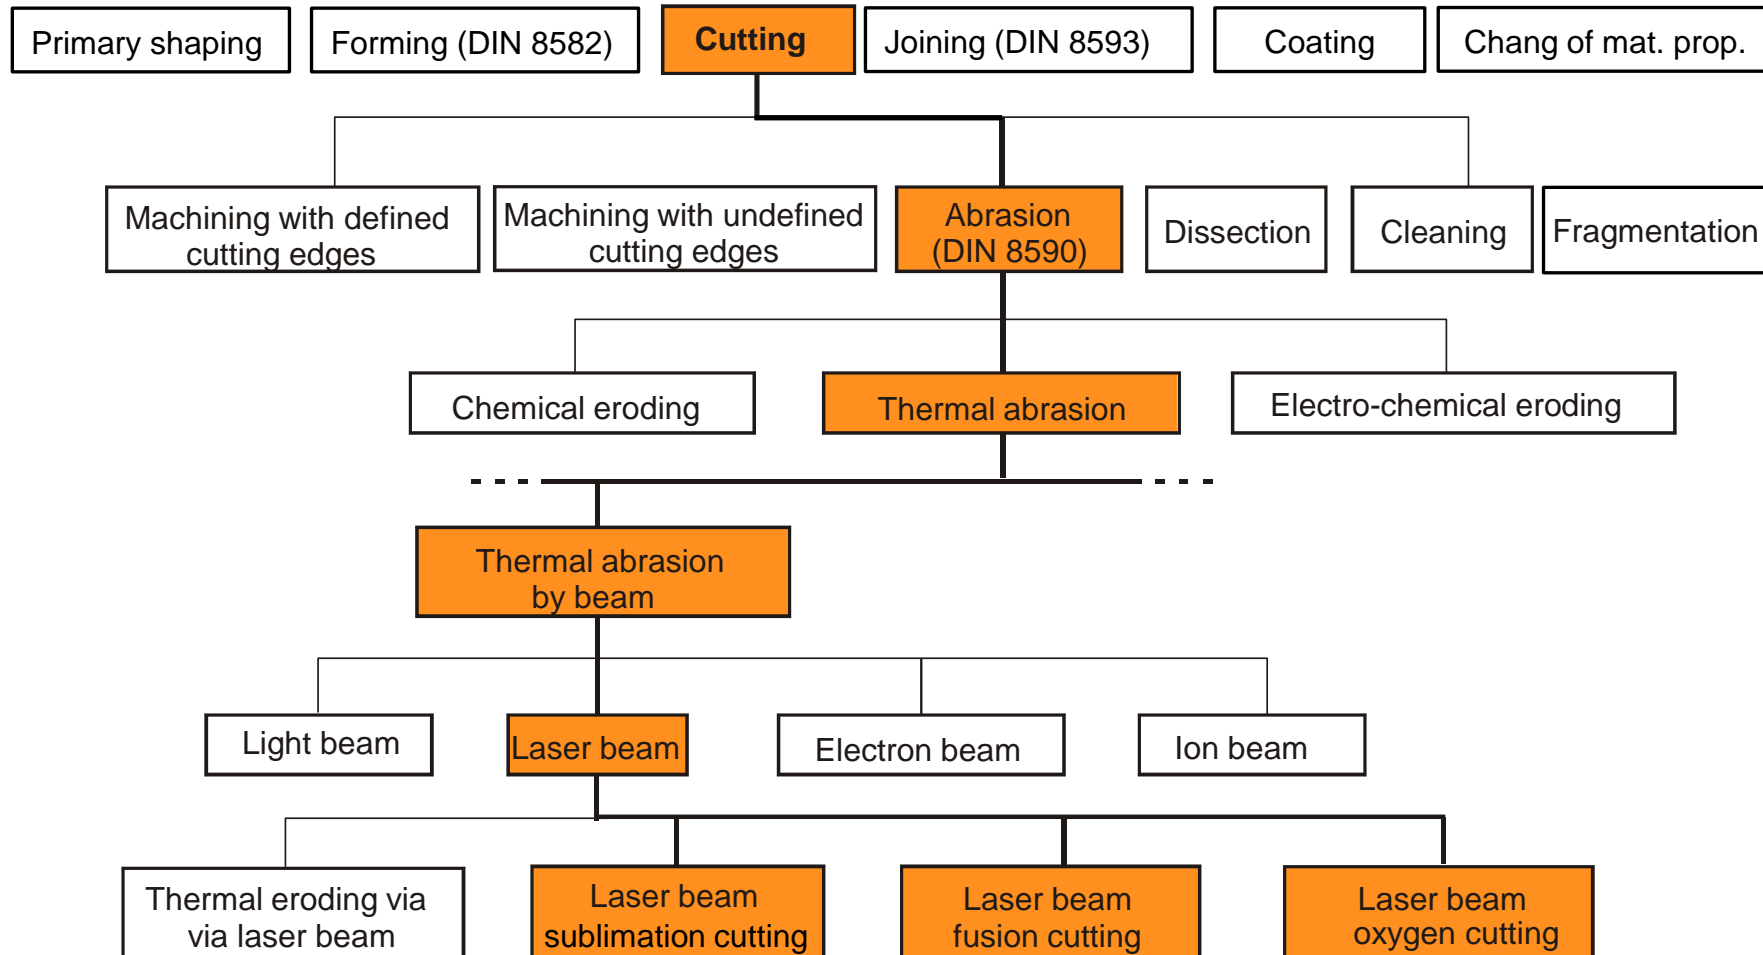 Primary shaping
Forming (DIN 8582)
Cutting
Joining (DIN 8593)
Coating
Chang of mat. prop.
Machining with defined
cutting edges
Machining with undefined
cutting edges
Abrasion
(DIN 8590)
Dissection
Cleaning
Fragmentation
Chemical eroding
Thermal abrasion
Electro-chemical eroding
Thermal abrasion
by beam
Light beam
Laser beam
Electron beam
Ion beam
Thermal eroding via
via laser beam
Laser beam
sublimation cutting
Laser beam
fusion cutting
Laser beam
oxygen cutting